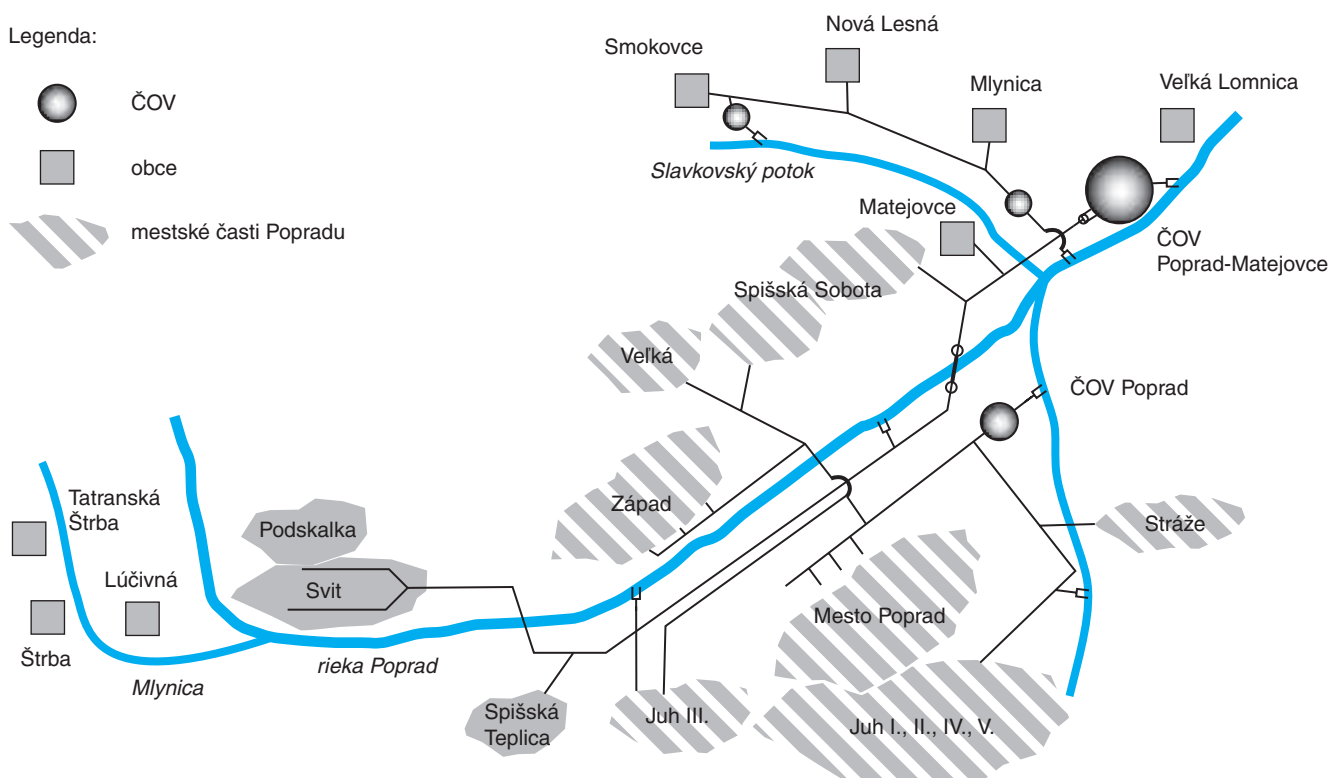 Legenda:
ČOV
obce
mestské časti Popradu
Smokovce
Nová Lesná
Mlynica
Veľká Lomnica
Slavkovský potok
Matejovce
ČOV
Poprad-Matejovce
Spišská Sobota
Veľká
ČOV Poprad
Západ
Stráže
Mesto Poprad
Tatranská
Štrba
Podskalka
Lúčivná
Svit
Štrba
Mlynica
rieka Poprad
Spišská
Teplica
Juh III.
Juh I., II., IV., V.